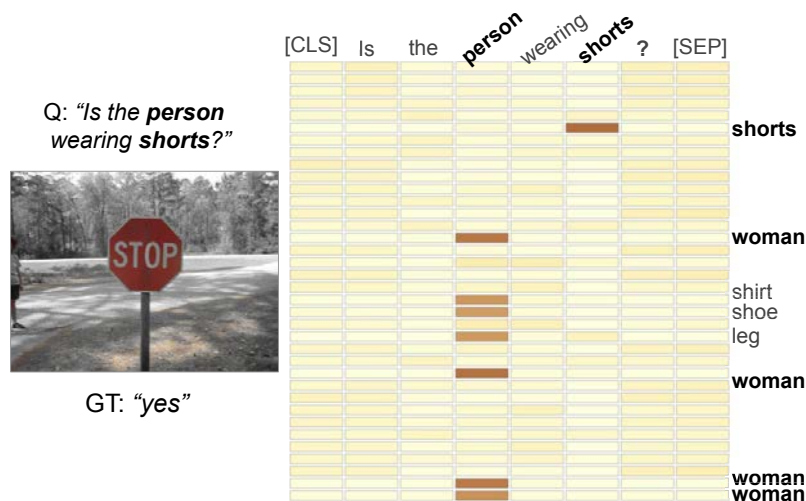 [CLS] Is the person wearing shorts ? [SEP]
Q: “Is the person
wearing shorts?”
shorts
STOP
woman
shirt
shoe
leg
woman
GT: “yes”
woman
woman